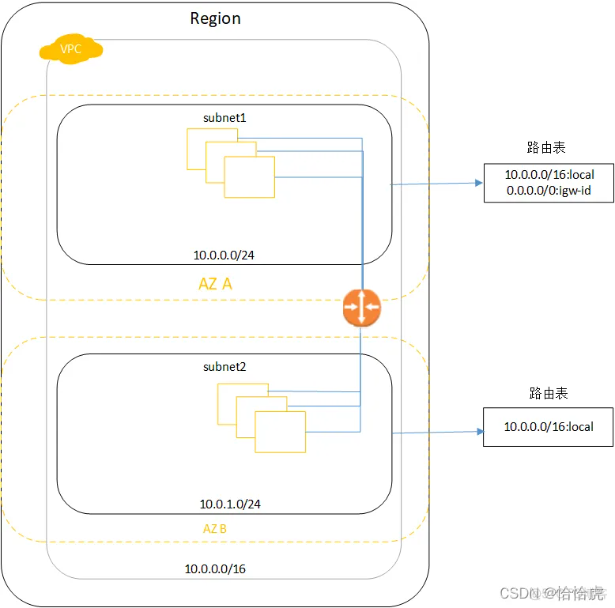 Region
VPC
subnet1
10.0.0.0/24
AZ A
路由表
10.0.0.0/16:local
0.0.0.0/0:igw-id
subnet2
10.0.1.0/24
AZ B
路由表
10.0.0.0/16:local
10.0.0.0/16
CSDN @恰恰虎